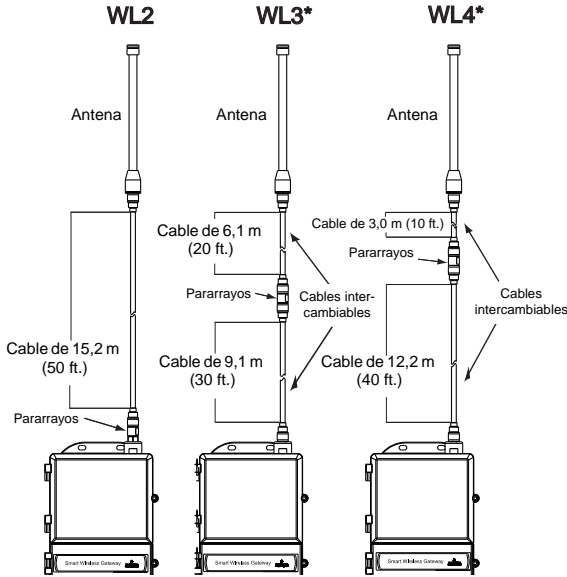 WL2
WL3*
WL4*
Antena
Antena
Antena
Cable de 6,1 m
(20 ft.)
Cable de 3,0 m (10 ft.)
Pararrayos
Pararrayos
Cables inter-
cambiables
Cables
intercambiables
Cable de 15,2 m
(50 ft.)
Cable de 9,1 m
(30 ft.)
Cable de 12,2 m
(40 ft.)
Pararrayos
Smart Wireless Gateway
Smart Wireless Gateway
Smart Wireless Gateway